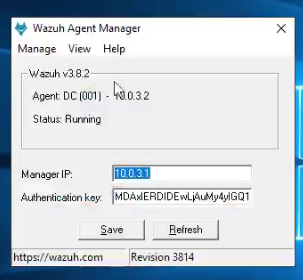 Wazuh Agent Manager
Manage View Help
Wazuh v3.8.2
Agent: DC (001) - 10.0.3.2
Status: Running
Manager IP: 10.0.3.1
Authentication key: MDAxIERDIDEwLjAuMy4yIGQ1
Save Refresh
https://wazuh.com Revision 3814